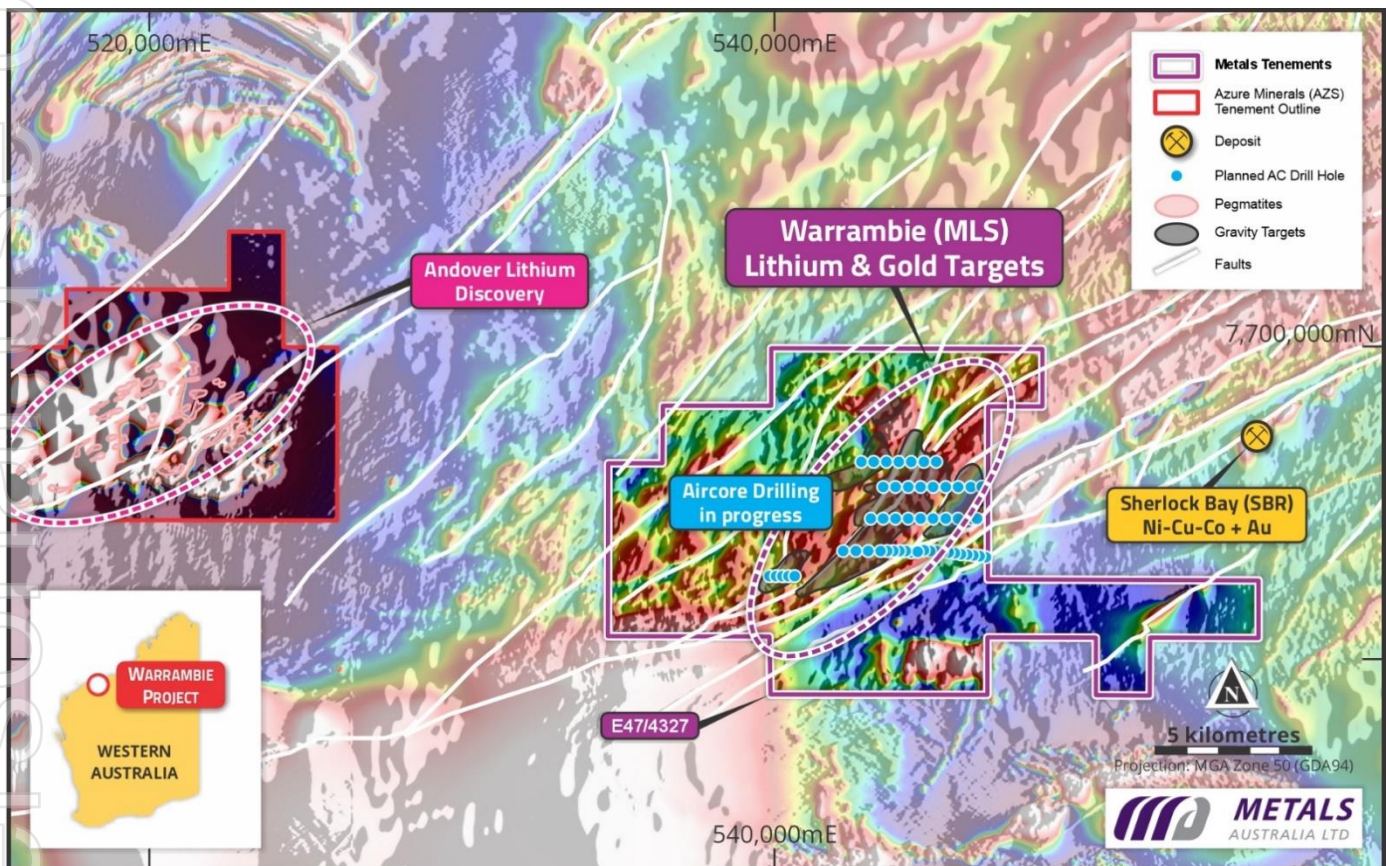 520,000mE
540,000mE
Metals Tenements
Azure Minerals (AZS)
Tenement Outline
Deposit
Planned AC Drill Hole
Pegmatites
Gravity Targets
Faults
Warrambie (MLS)
Lithium & Gold Targets
Andover Lithium
Discovery
7,700,000mN
Aircore Drilling
in progress
Sherlock Bay (SBR)
Ni-Cu-Co + Au
WARRAMBIE
PROJECT
WESTERN
AUSTRALIA
E47/4327
N
5 kilometres
Projection: MGA Zone 50 (GDA94)
540,000mE
METALS
AUSTRALIA LTD